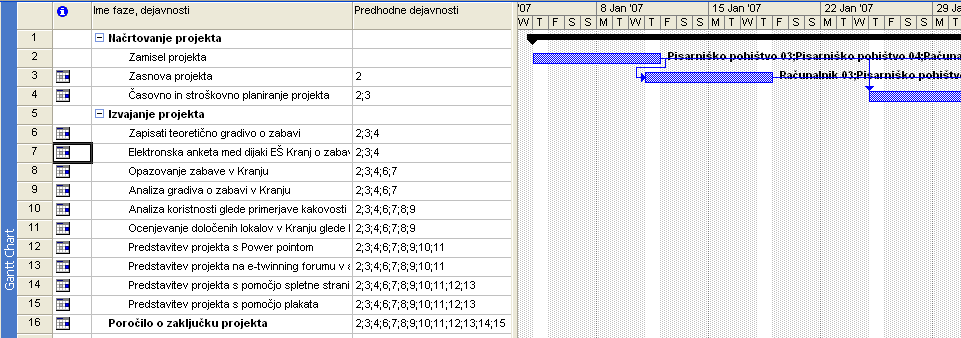 Ime faze, dejavnosti Predhodne dejavnosti '07 8 Jan '07 15 Jan '07 22 Jan '07 29 Jan
W T F S S M T W T F S S M T W T F S S M T W T F S S M T W
1 Načrtovanje projekta
2 Zamisel projekta Pisarniško pohištvo 03;Pisarniško pohištvo 04;Računa
3 Zasnova projekta 2 Računalnik 03;Pisarniško pohištvo
4 Časovno in stroškovno planiranje projekta 2;3
5 Izvajanje projekta
6 Zapisati teoretično gradivo o zabavi 2;3;4
7 Elektronska anketa med dijaki EŠ Kranj o zabav 2;3;4
8 Opazovanje zabave v Kranju 2;3;4;6;7
9 Analiza gradiva o zabavi v Kranju 2;3;4;6;7;8
10 Analiza koristnosti glede primerjave kakovosti 2;3;4;6;7;8;9
11 Ocenjevanje določenih lokalov v Kranju glede 2;3;4;6;7;8;9
12 Predstavitev projekta s Power pointom 2;3;4;6;7;8;9;10;11
13 Predstavitev projekta na e-twinning forumu v a 2;3;4;6;7;8;9;10;11
14 Predstavitev projekta s pomočjo spletne strani 2;3;4;6;7;8;9;10;11;12;13
15 Predstavitev projekta s pomočjo plakata 2;3;4;6;7;8;9;10;11;12;13
16 Poročilo o zaključku projekta 2;3;4;6;7;8;9;10;11;12;13;14;15
Gantt Chart